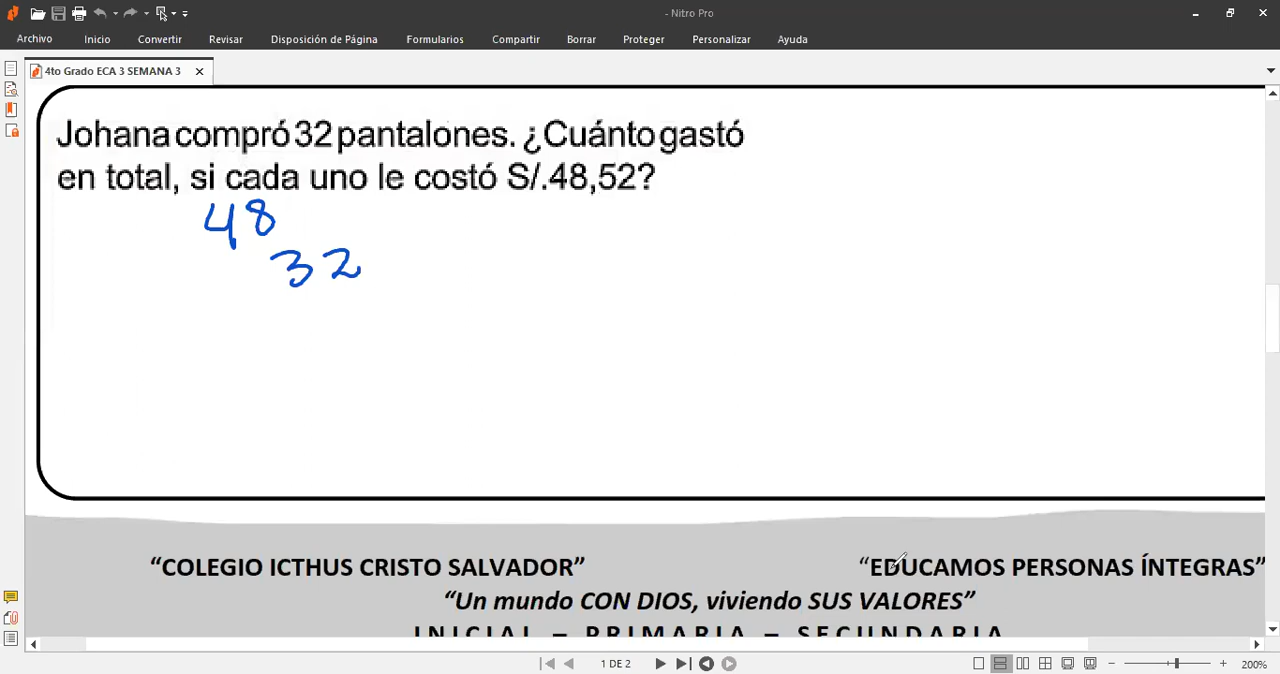 - Nitro Pro
Archivo Inicio Convertir Revisar Disposición de Página Formularios Compartir Borrar Proteger Personalizar Ayuda
4to Grado ECA 3 SEMANA 3
Johana compró 32 pantalones. ¿Cuánto gastó
en total, si cada uno le costó S/.48,52?
48
32
“COLEGIO ICTHUS CRISTO SALVADOR” “EDUCAMOS PERSONAS ÍNTEGRAS”
“Un mundo CON DIOS, viviendo SUS VALORES”
INICIAL – PRIMARIA – SECUNDARIA
1 DE 2 200%